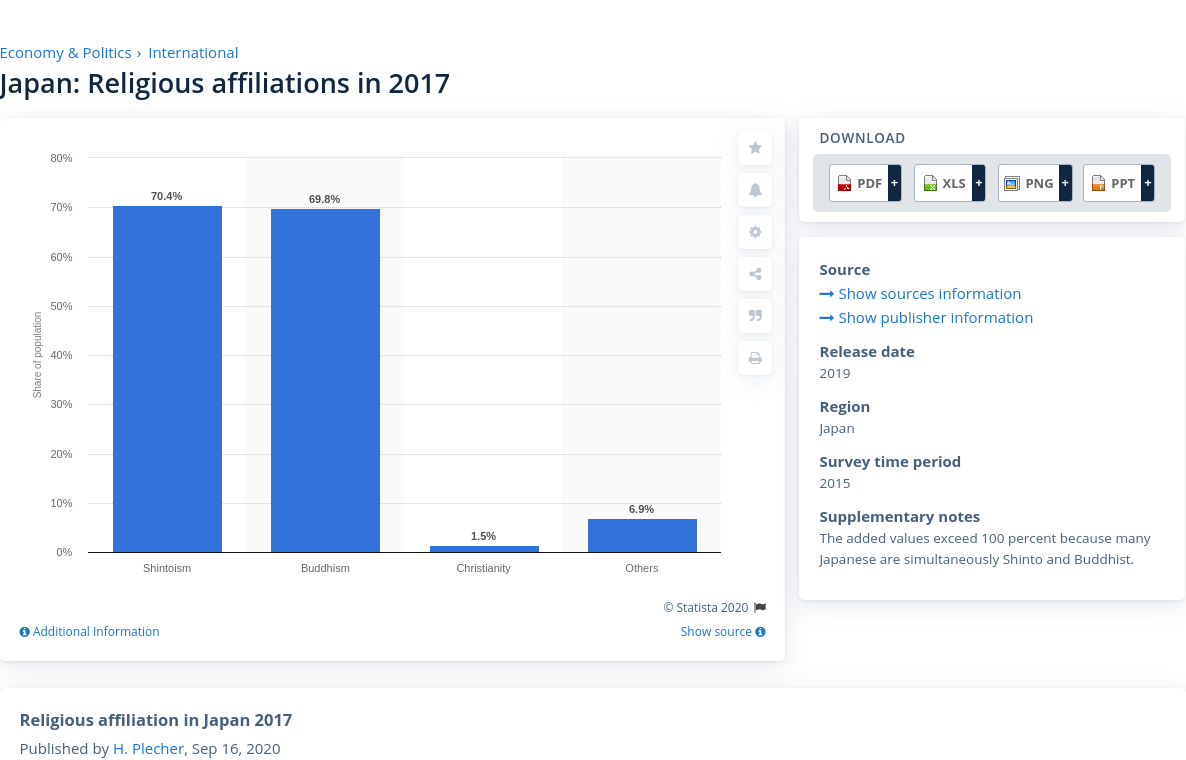 Economy & Politics › International
Japan: Religious affiliations in 2017
80%
70%
60%
50%
40%
30%
20%
10%
0%
Share of population
70.4%
69.8%
1.5%
6.9%
Shintoism
Buddhism
Christianity
Others
© Statista 2020
Additional Information
Show source
DOWNLOAD
PDF +
XLS +
PNG +
PPT +
Source
Show sources information
Show publisher information
Release date
2019
Region
Japan
Survey time period
2015
Supplementary notes
The added values exceed 100 percent because many
Japanese are simultaneously Shinto and Buddhist.
Religious affiliation in Japan 2017
Published by H. Plecher, Sep 16, 2020